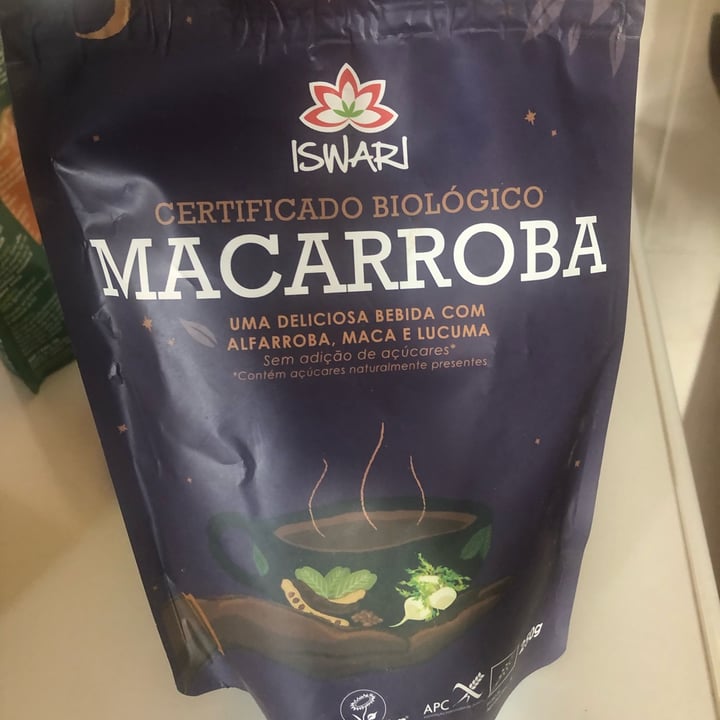 ISWARI
CERTIFICADO BIOLÓGICO
MACARROBA
UMA DELICIOSA BEBIDA COM
ALFARROBA, MACA E LUCUMA
Sem adição de açúcares*
*Contém açúcares naturalmente presentes
250g
APC